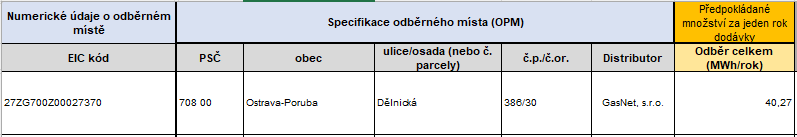 Numerické údaje o odběrném
místě
Specifikace odběrného místa (OPM)
Předpokládané
množství za jeden rok
dodávky
EIC kód
PSČ
obec
ulice/osada (nebo č.
parcely)
č.p./č.or.
Distributor
Odběr celkem
(MWh/rok)
27ZG700Z00027370
708 00
Ostrava-Poruba
Dělnická
386/30
GasNet, s.r.o.
40,27